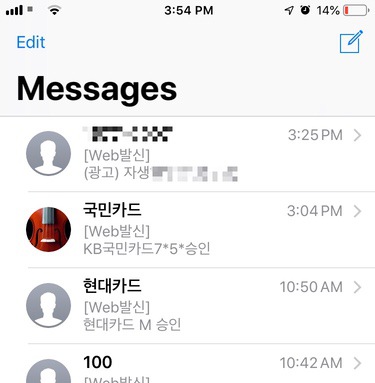 3:54 PM
14%
Edit
Messages
3:25 PM
[Web발신]
(광고) 자생
국민카드
3:04 PM
[Web발신]
KB국민카드7*5*승인
현대카드
10:50 AM
[Web발신]
현대카드 M 승인
100
10:42 AM
[Web발신]